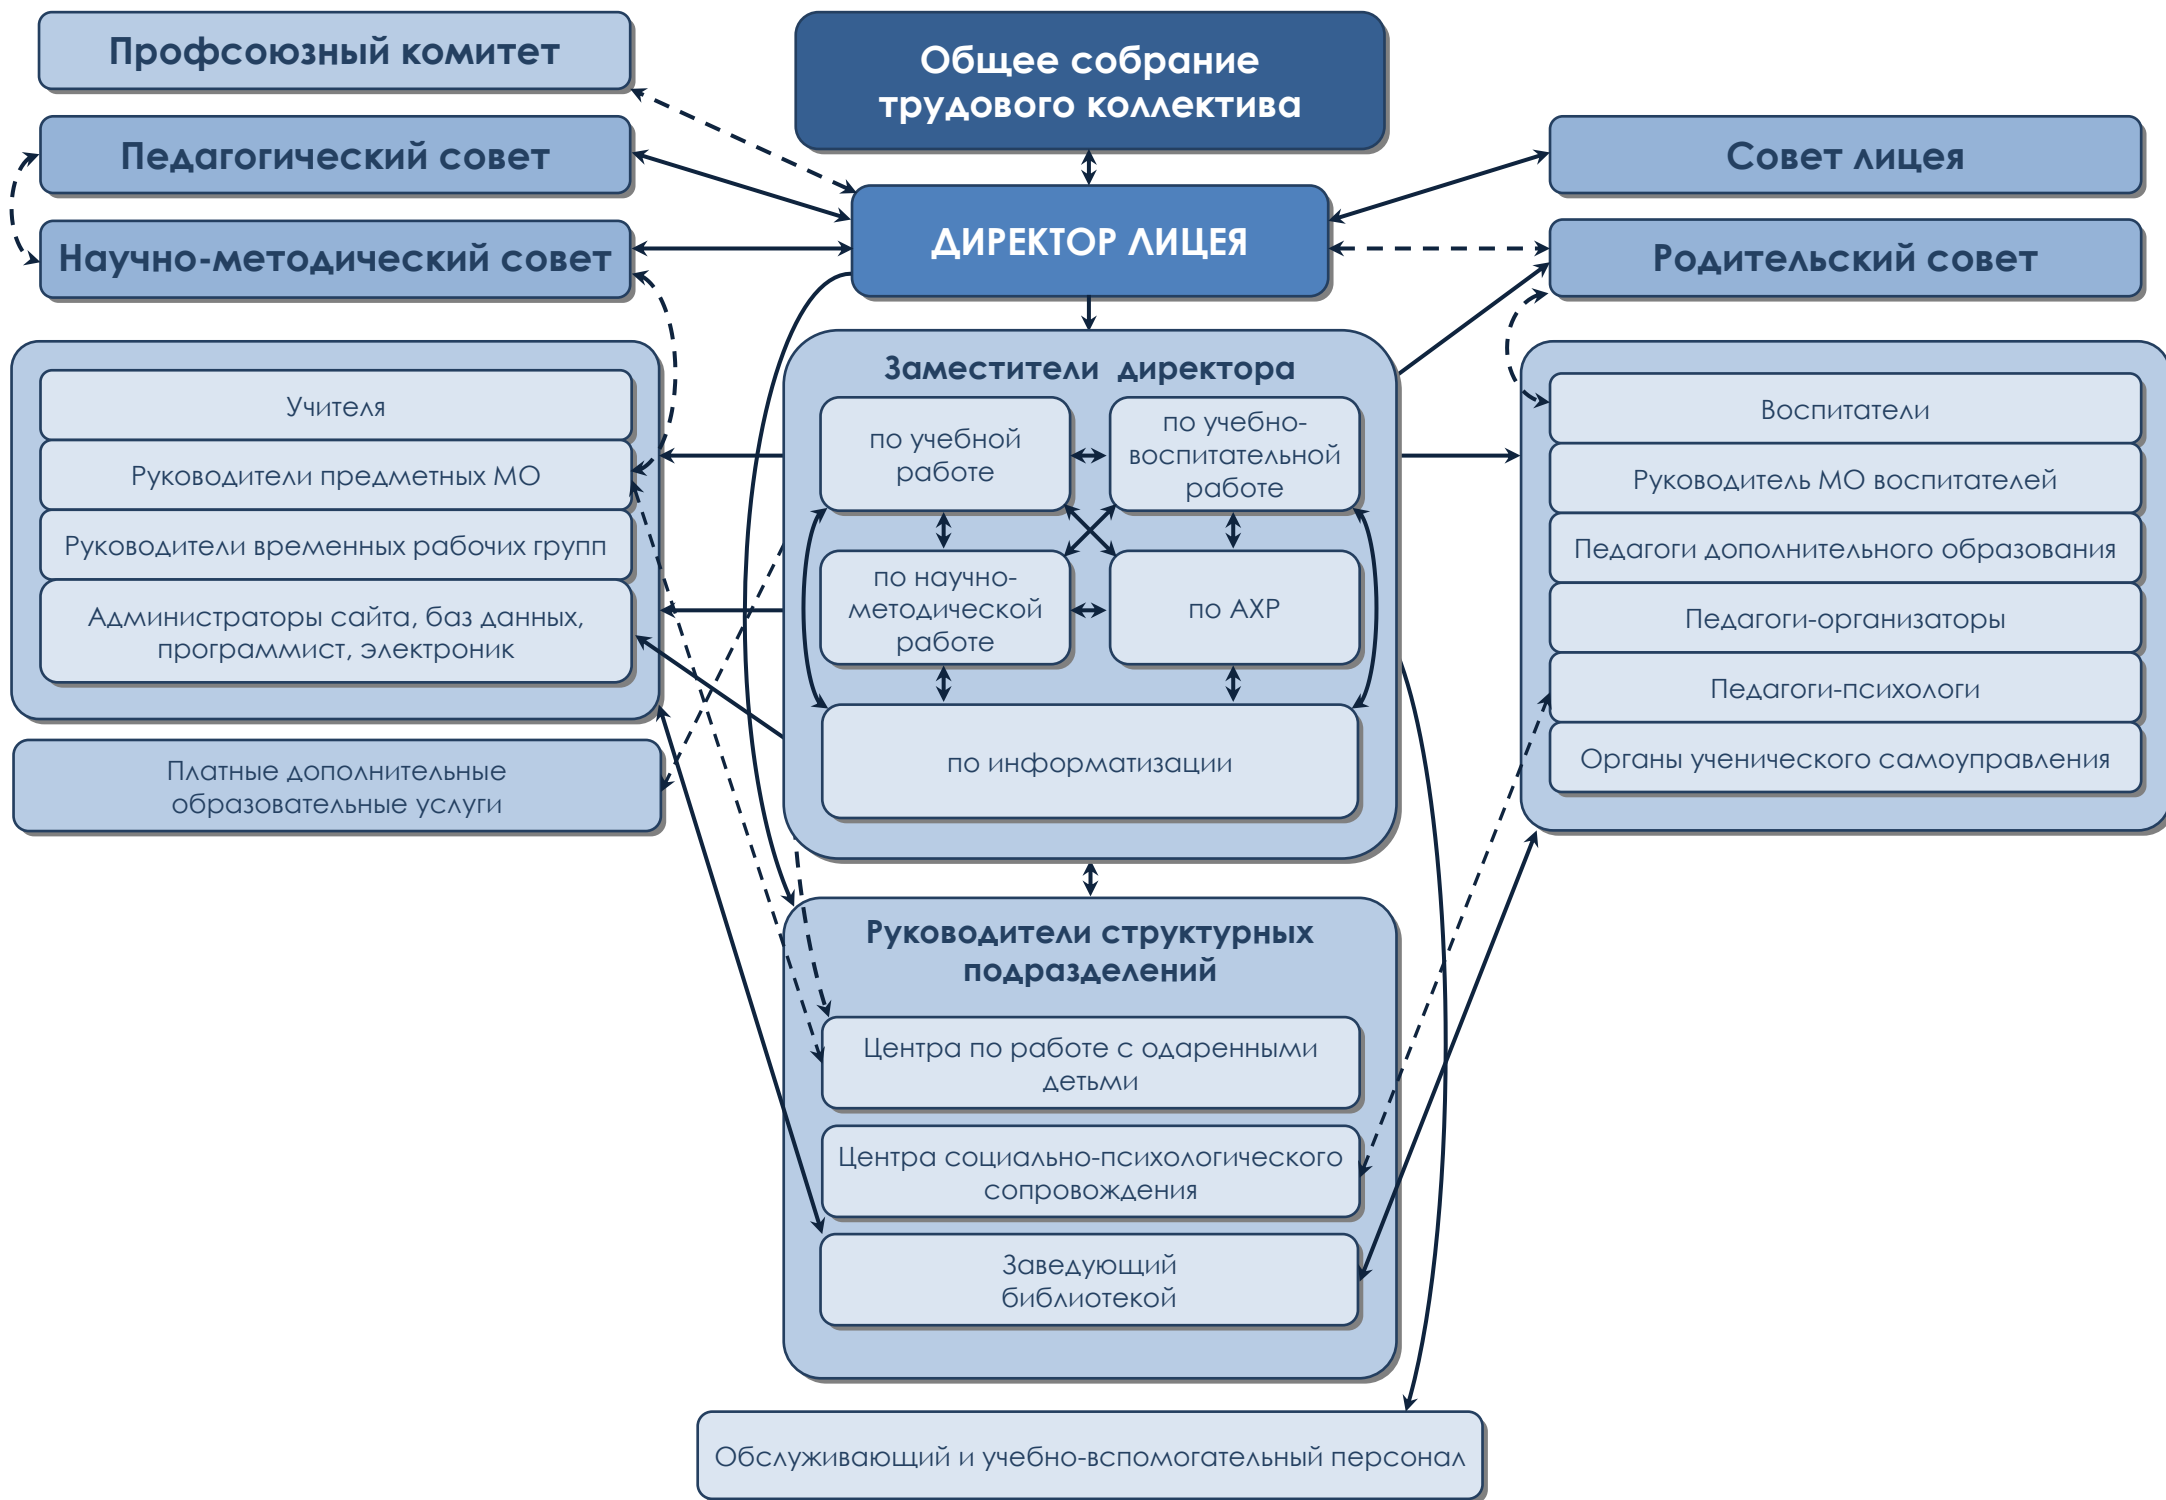 Профсоюзный комитет
Общее собрание
трудового коллектива
Педагогический совет
Совет лицея
Научно-методический совет
ДИРЕКТОР ЛИЦЕЯ
Родительский совет
Учителя
Руководители предметных МО
Руководители временных рабочих групп
Администраторы сайта, баз данных,
программист, электроник
Платные дополнительные
образовательные услуги
Заместители директора
по учебной
работе
по учебно-
воспитательной
работе
по научно-
методической
работе
по АХР
по информатизации
Воспитатели
Руководитель МО воспитателей
Педагоги дополнительного образования
Педагоги-организаторы
Педагоги-психологи
Органы ученического самоуправления
Руководители структурных
подразделений
Центра по работе с одаренными
детьми
Центра социально-психологического
сопровождения
Заведующий
библиотекой
Обслуживающий и учебно-вспомогательный персонал